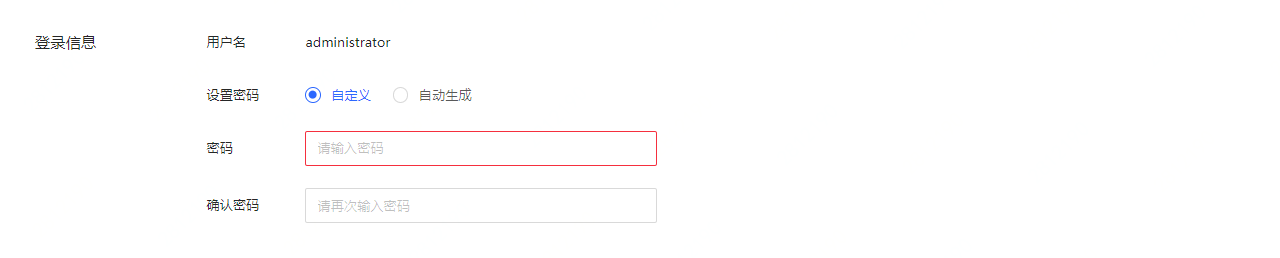 登录信息
用户名 administrator
设置密码 自定义 自动生成
密码 请输入密码
确认密码 请再次输入密码